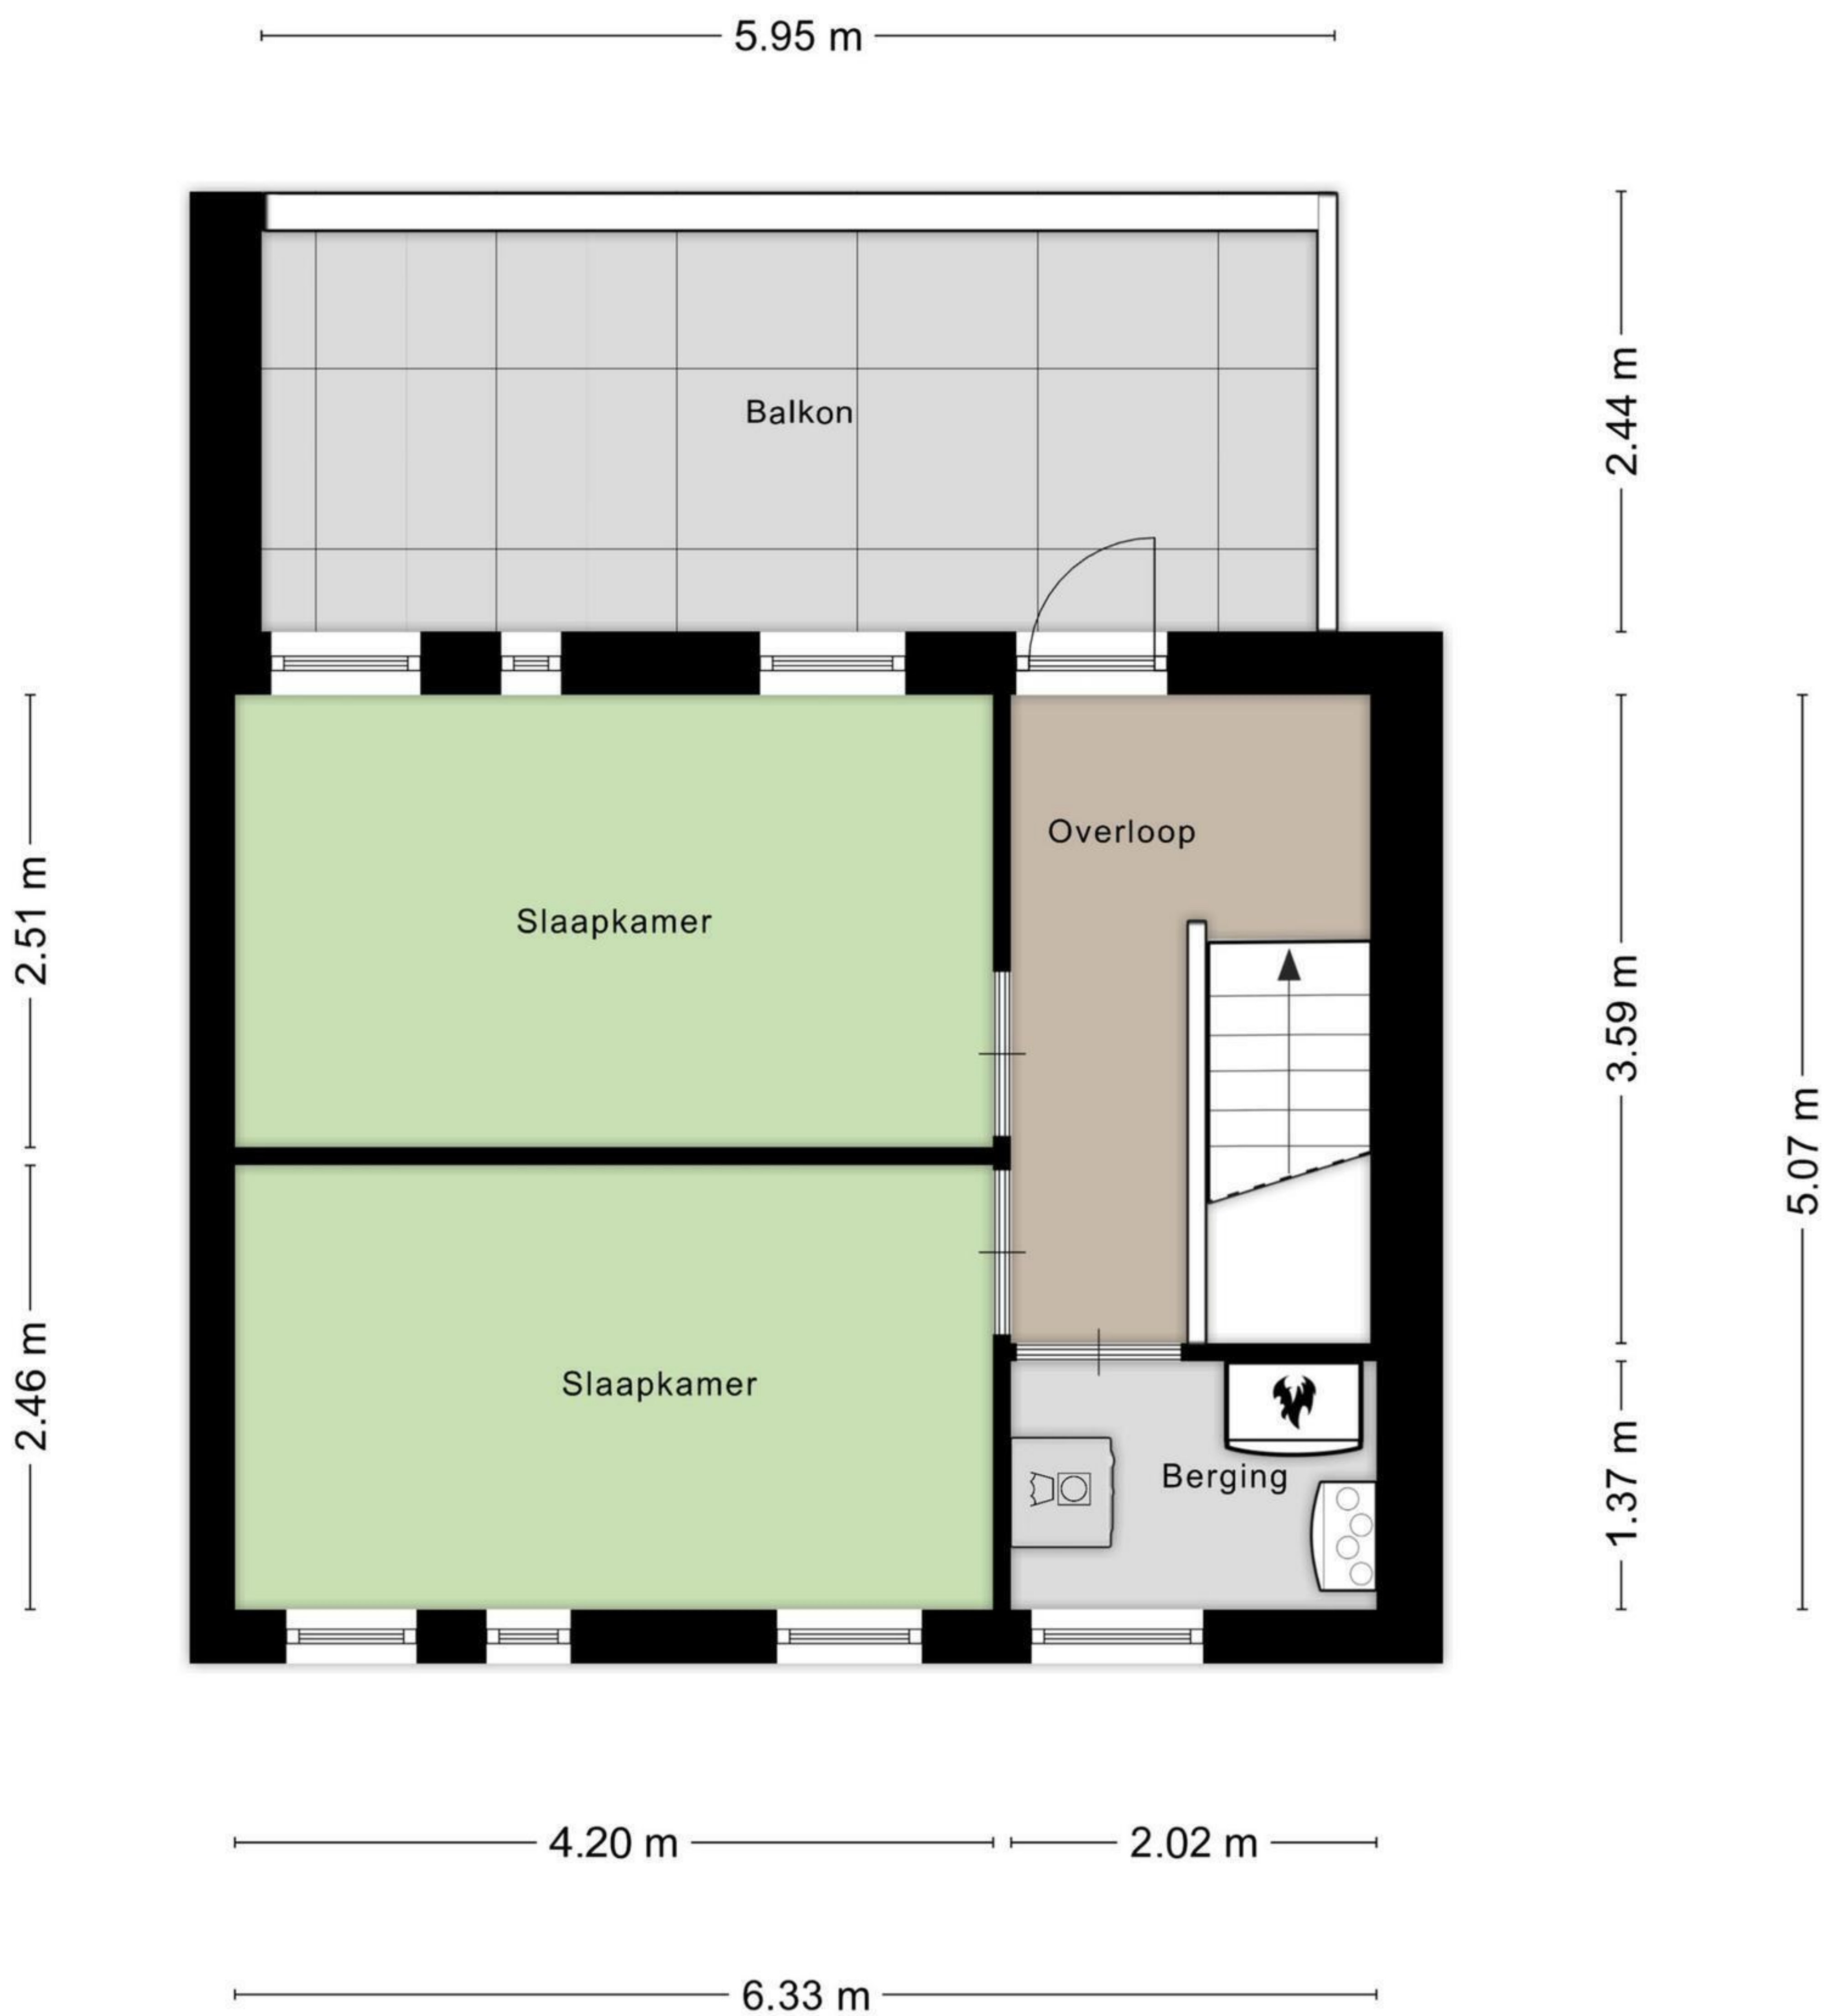 5.95 m
Balkon
2.44 m
Overloop
Slaapkamer
2.51 m
3.59 m
5.07 m
Slaapkamer
2.46 m
Berging
1.37 m
4.20 m
2.02 m
6.33 m